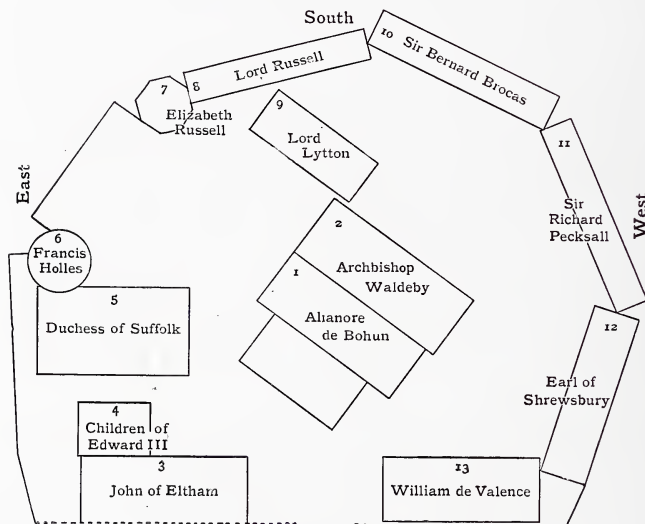 South
10
Sir Bernard Brocas
8
Lord Russell
7
Elizabeth
Russell
9
Lord
Lytton
11
Sir
Richard
Pecksall
East
West
6
Francis
Holles
2
Archbishop
Waldeby
1
Alianore
de Bohun
5
Duchess of Suffolk
12
Earl of
Shrewsbury
4
Children of
Edward III
3
John of Eltham
13
William de Valence